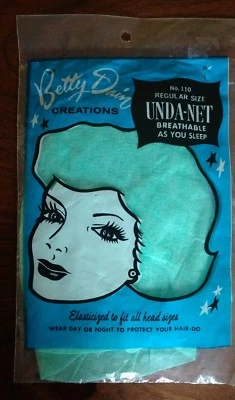 Betty Dain
CREATIONS
No. 110
REGULAR SIZE
UNDA-NET
BREATHABLE
AS YOU SLEEP
Elasticized to fit all head sizes
WEAR DAY OR NIGHT TO PROTECT YOUR HAIR-DO